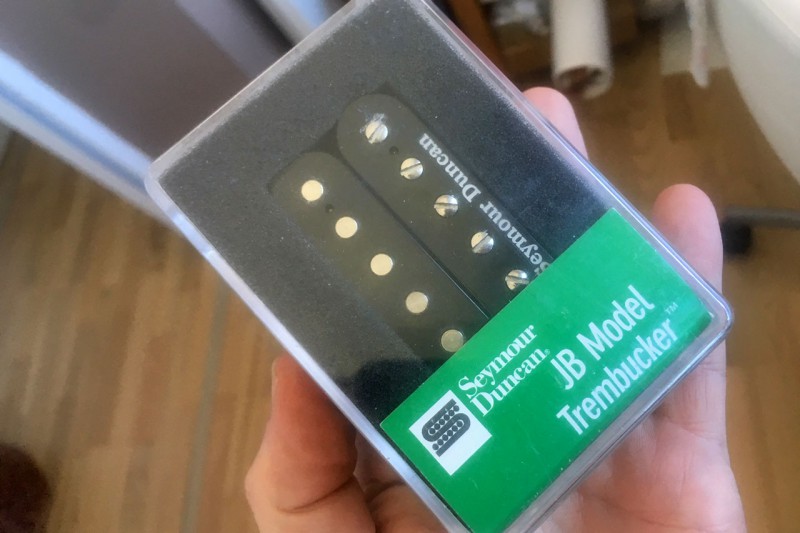 Seymour Duncan
Seymour
Duncan®
JB Model
Trembucker™